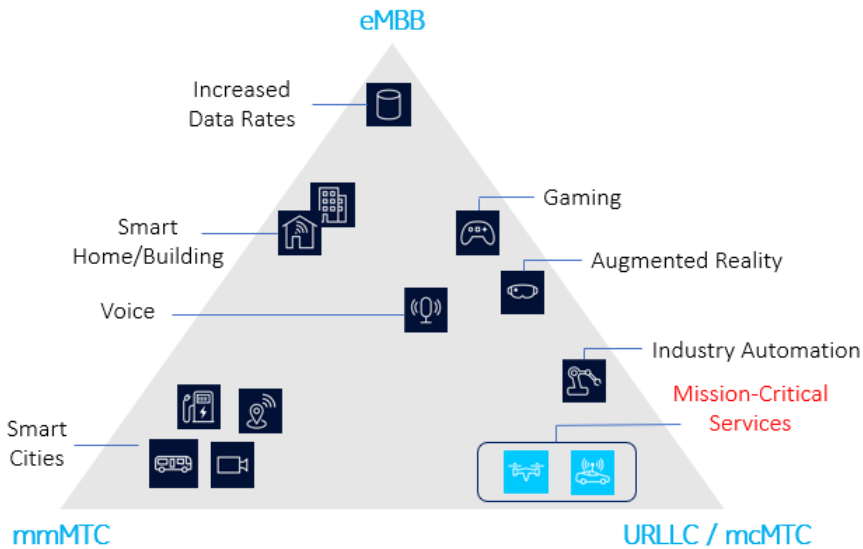 eMBB
Increased
Data Rates
Gaming
Smart
Home/Building
Augmented Reality
Voice
Industry Automation
Mission-Critical
Services
Smart
Cities
mmMTC
URLLC / mcMTC